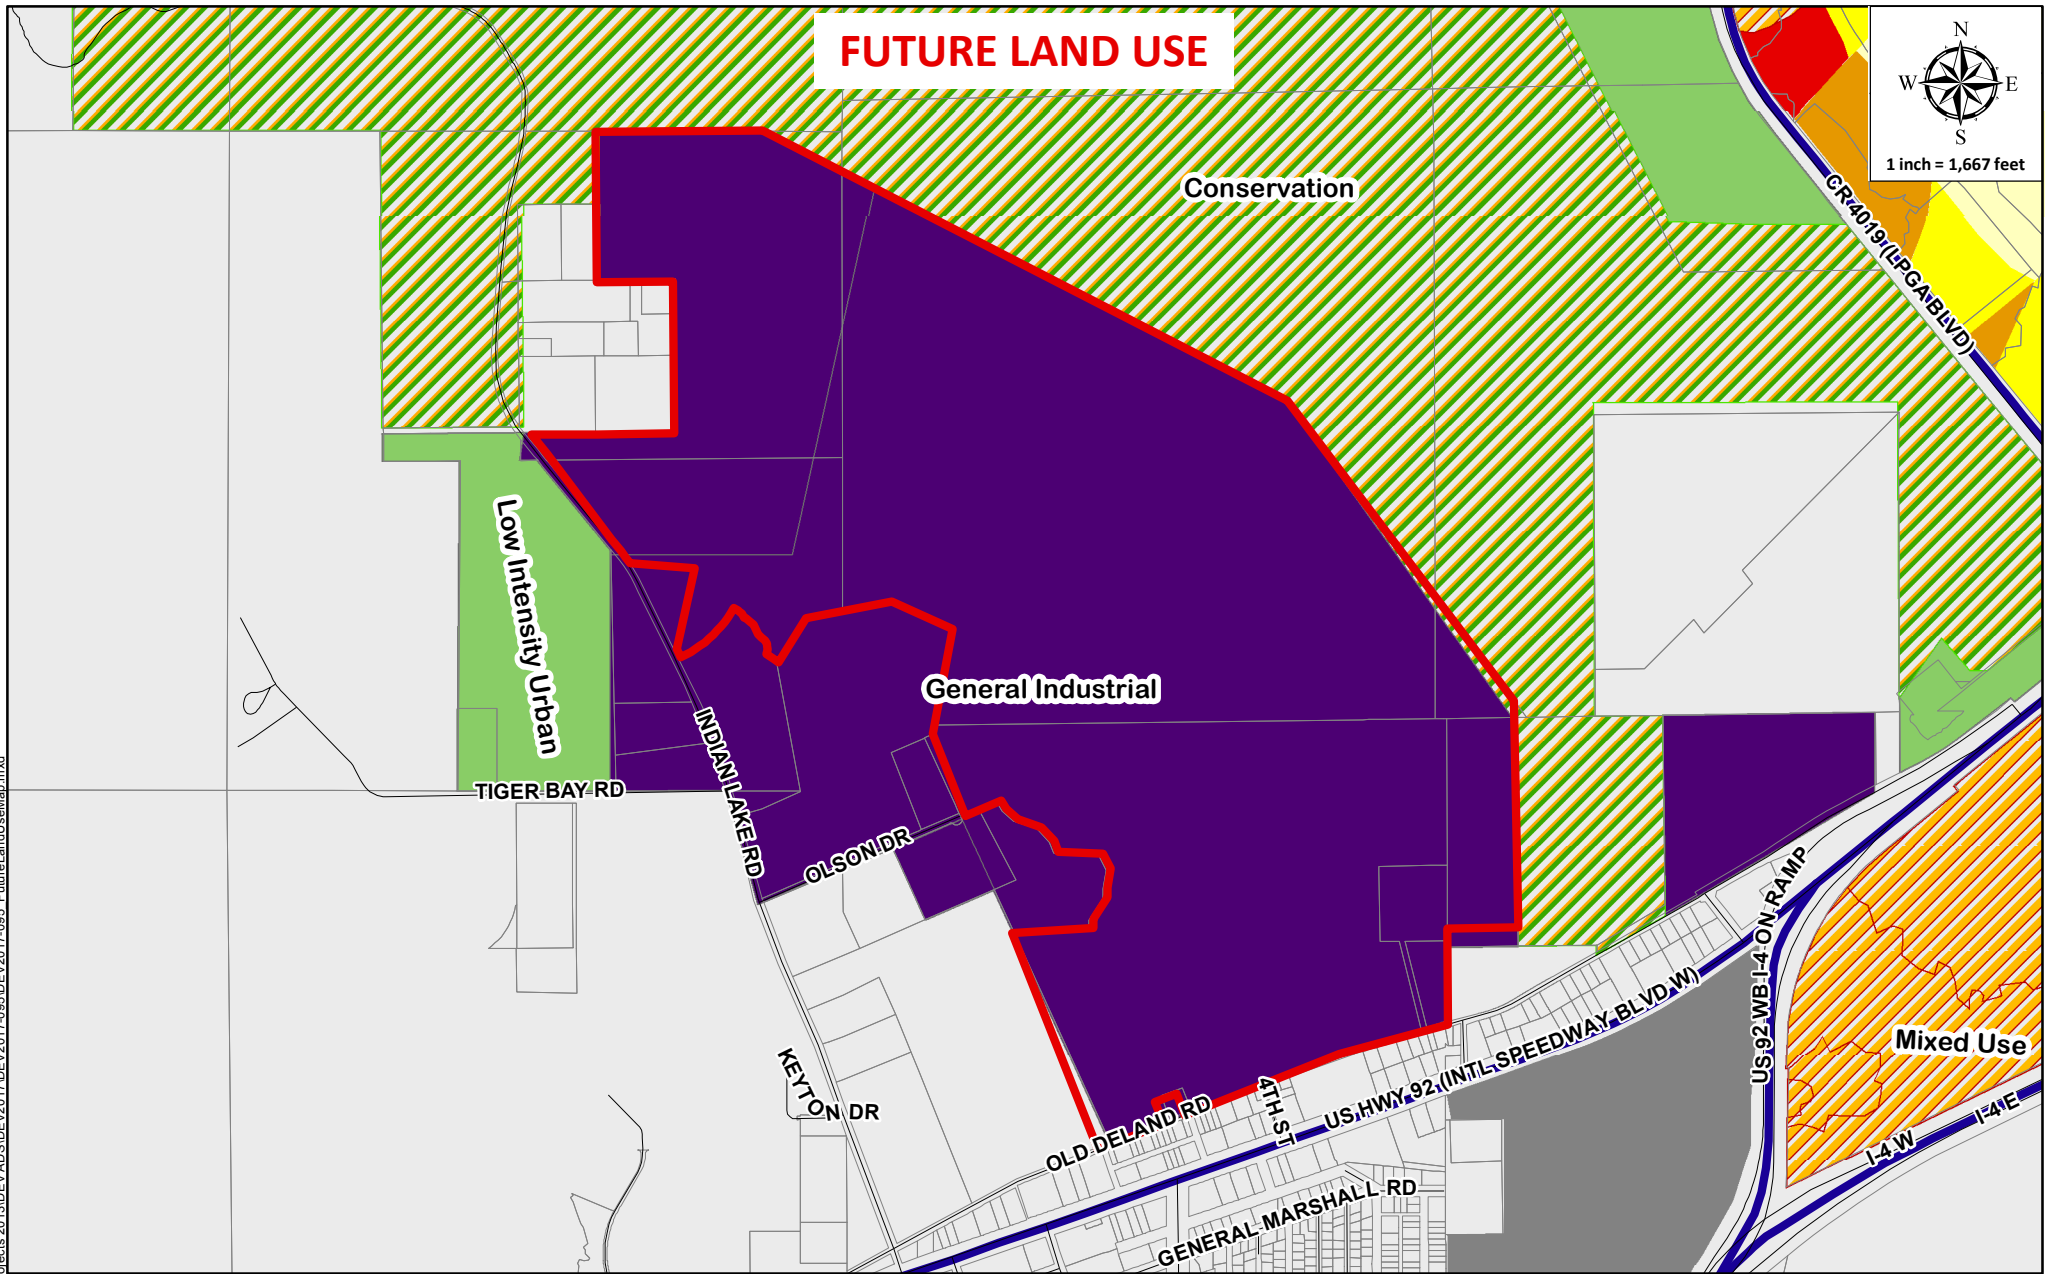 FUTURE LAND USE
N
W E
S
1 inch = 1,667 feet
Conservation
CR 4019 (LPGA BLVD)
Low Intensity Urban
General Industrial
INDIAN LAKE RD
TIGER BAY RD
OLSON DR
US 92 WB I-4 ON RAMP
Mixed Use
KEYTON DR
OLD DELAND RD
4TH ST
US HWY 92 (INTL SPEEDWAY BLVD W)
I-4 W
I-4 E
GENERAL MARSHALL RD